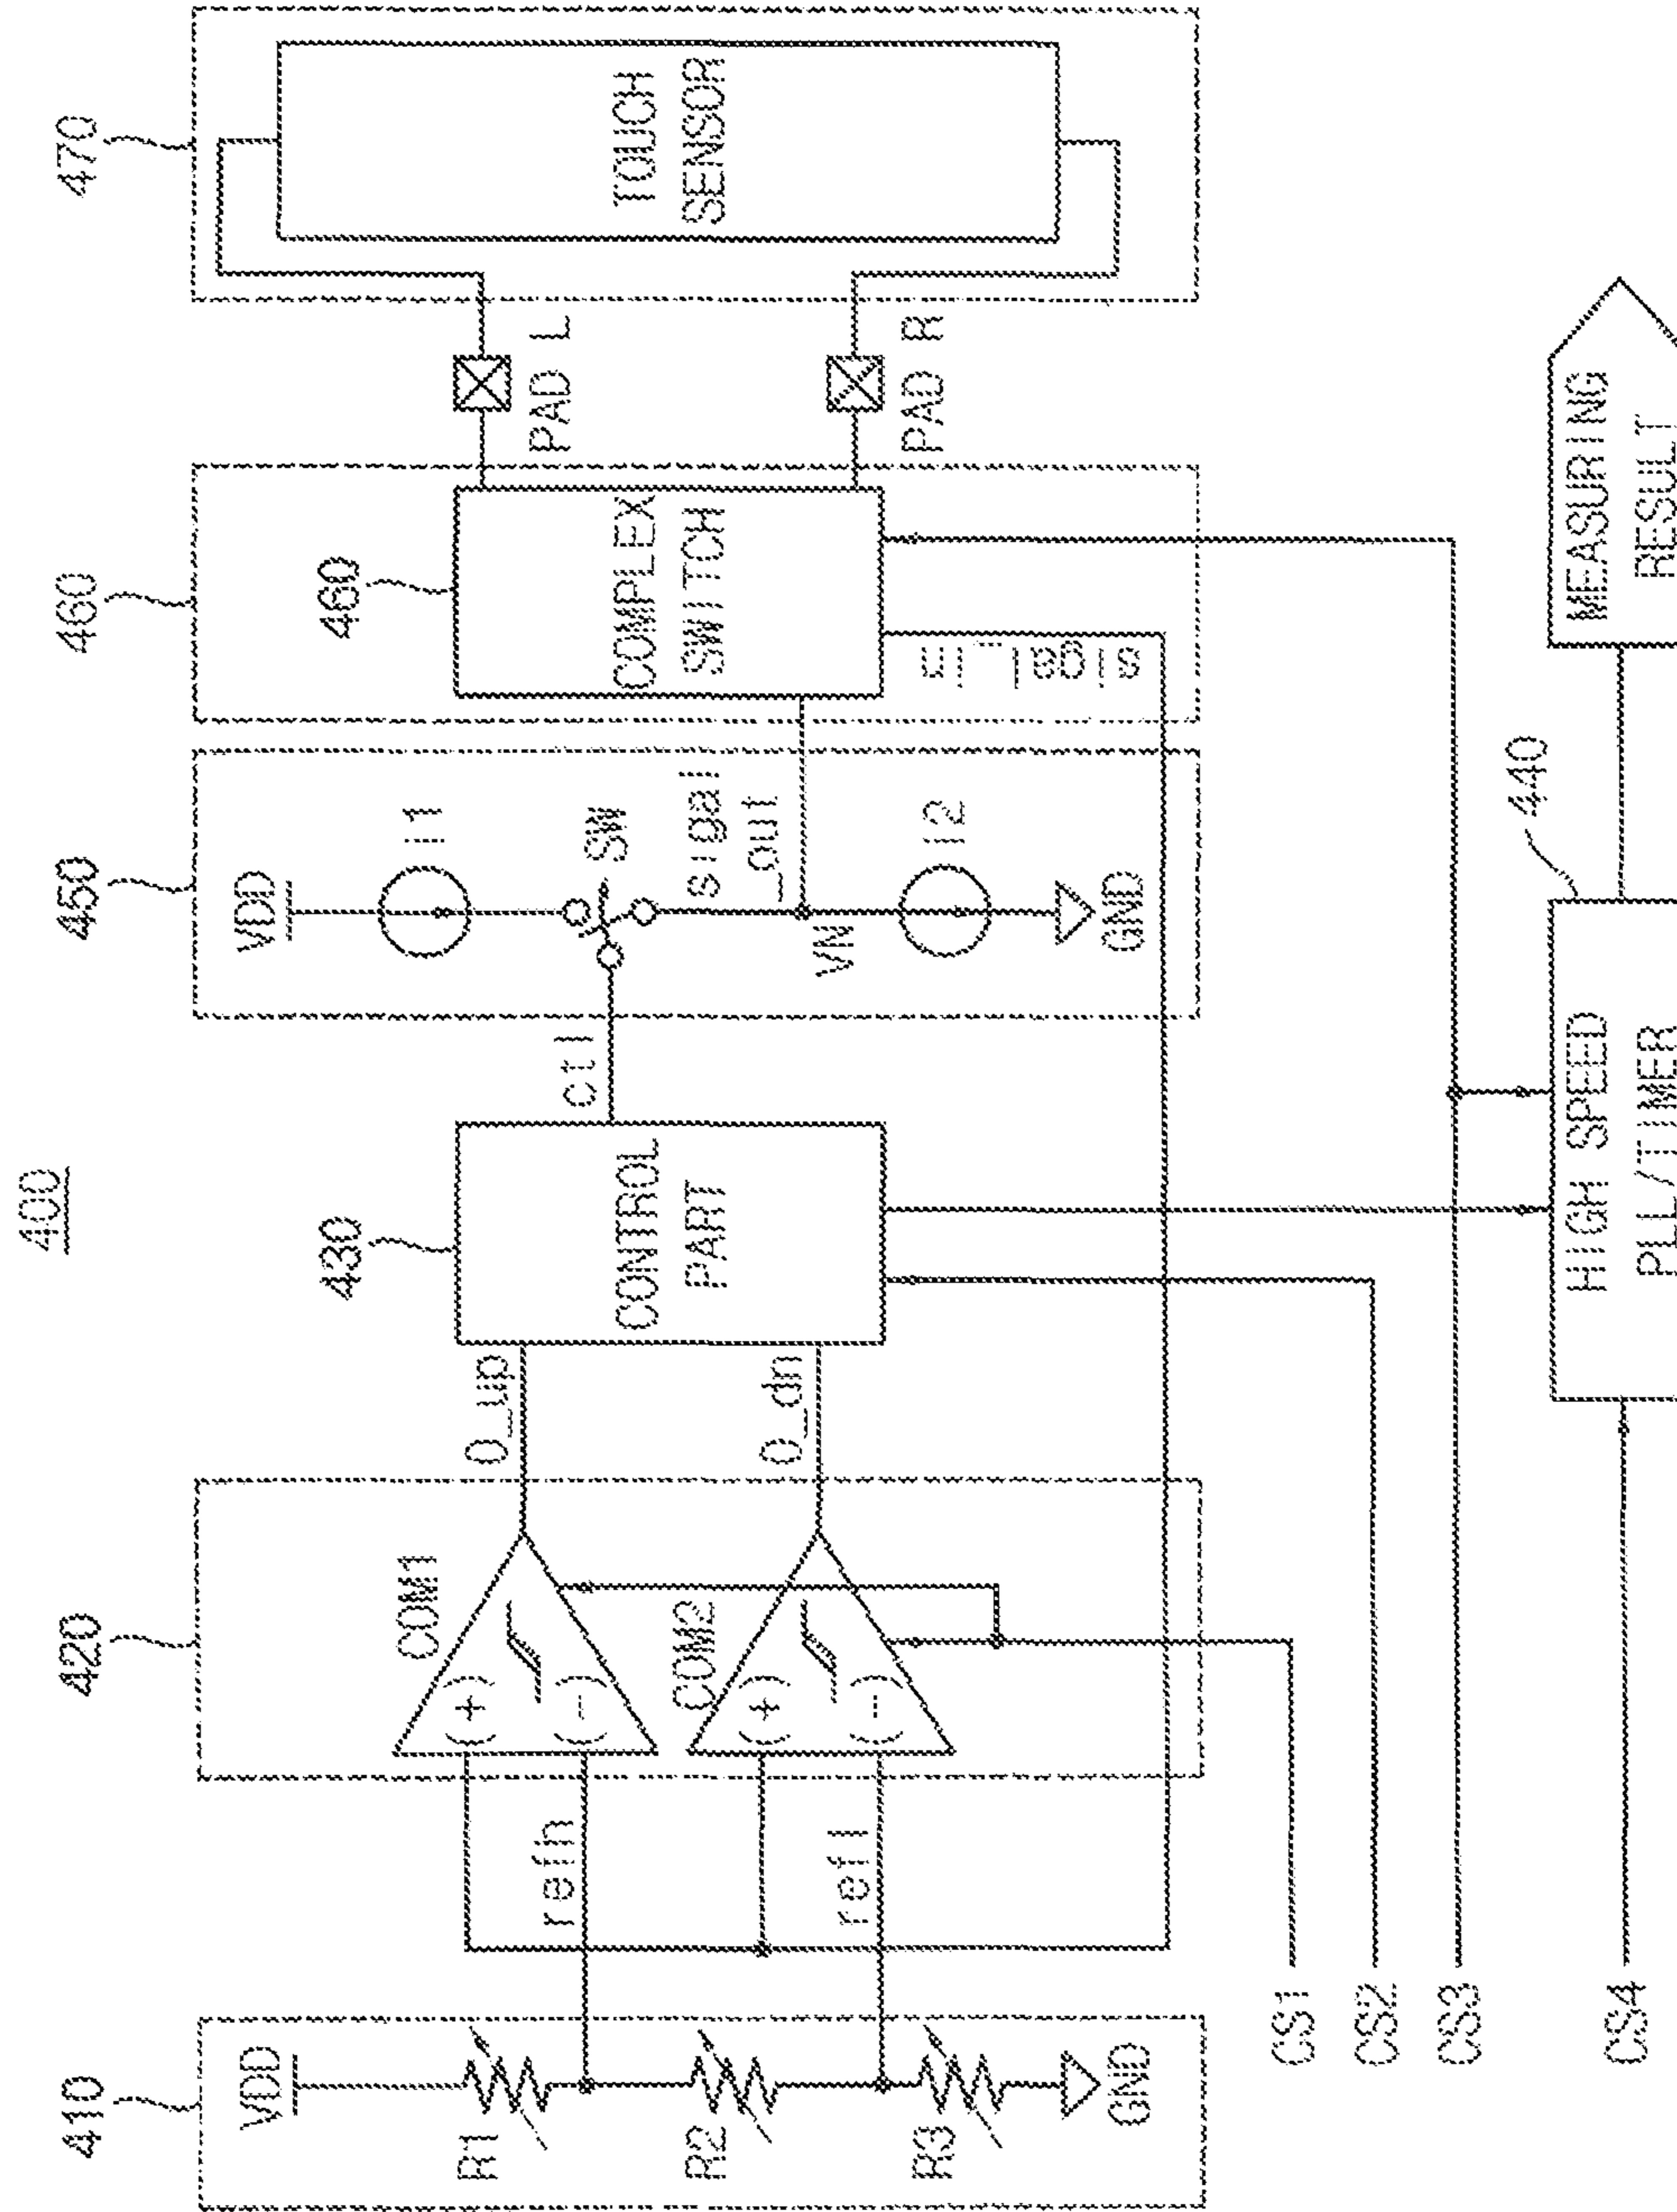 400
410
VDD
R1
R2
R3
GND
refh
refl
420
COM1
(+)
(-)
COM2
(+)
(-)
O_up
O_dn
430
CONTROL
PART
ctl
450
VDD
I1
SW
sigal
_out
VN
I2
GND
460
460
COMPLEX
SWITCH
sigal_in
PAD L
PAD R
470
TOUCH
SENSOR
CS1
CS2
CS3
CS4
440
HIGH SPEED
PLL/TIMER
MEASURING
RESULT